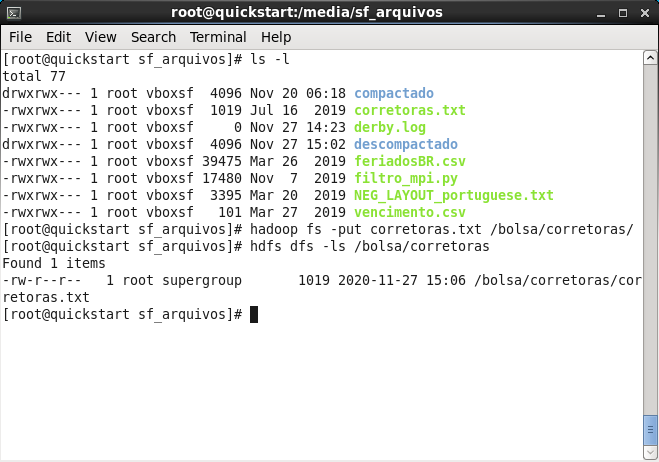 root@quickstart:/media/sf_arquivos
File Edit View Search Terminal Help
[root@quickstart sf_arquivos]# ls -l
total 77
drwxrwx--- 1 root vboxsf  4096 Nov 20 06:18 compactado
-rwxrwx--- 1 root vboxsf  1019 Jul 16  2019 corretoras.txt
-rwxrwx--- 1 root vboxsf     0 Nov 27 14:23 derby.log
drwxrwx--- 1 root vboxsf  4096 Nov 27 15:02 descompactado
-rwxrwx--- 1 root vboxsf 39475 Mar 26  2019 feriadosBR.csv
-rwxrwx--- 1 root vboxsf 17480 Nov  7  2019 filtro_mpi.py
-rwxrwx--- 1 root vboxsf  3395 Mar 20  2019 NEG_LAYOUT_portuguese.txt
-rwxrwx--- 1 root vboxsf   101 Mar 27  2019 vencimento.csv
[root@quickstart sf_arquivos]# hadoop fs -put corretoras.txt /bolsa/corretoras/
[root@quickstart sf_arquivos]# hdfs dfs -ls /bolsa/corretoras
Found 1 items
-rw-r--r--   1 root supergroup       1019 2020-11-27 15:06 /bolsa/corretoras/cor
retoras.txt
[root@quickstart sf_arquivos]#